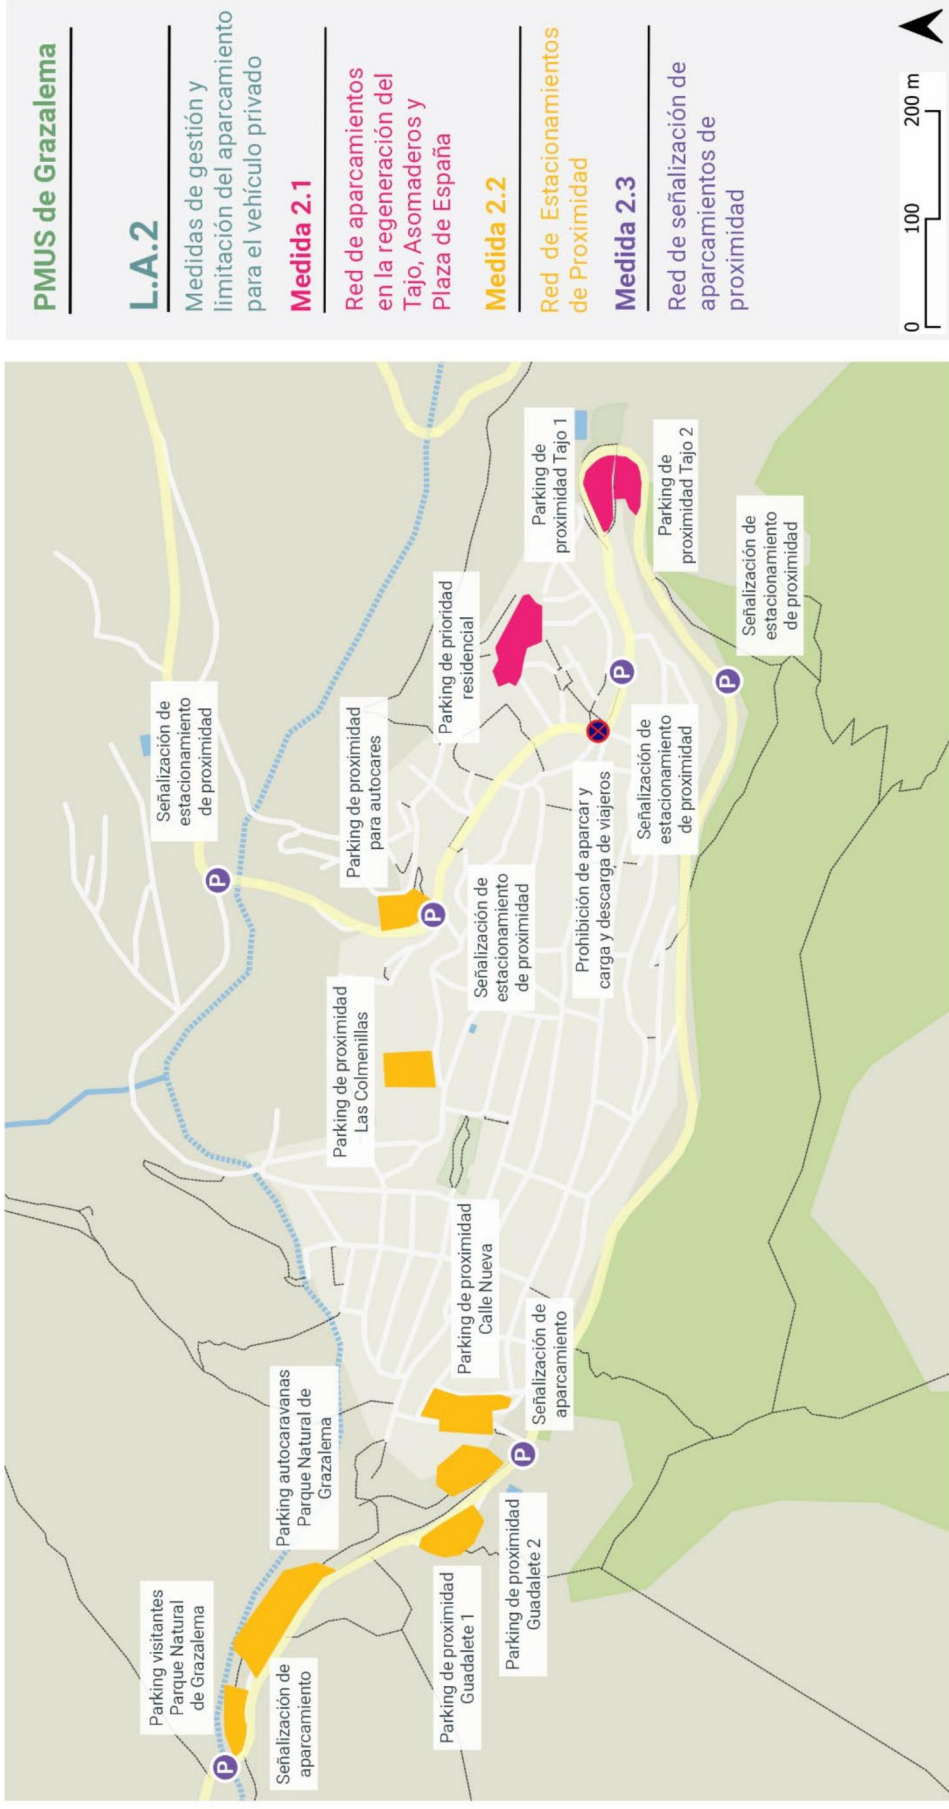 PMUS de Grazalema
L.A.2
Medidas de gestión y
limitación del aparcamiento
para el vehículo privado
Medida 2.1
Red de aparcamientos
en la regeneración del
Tajo, Asomaderos y
Plaza de España
Medida 2.2
Red de Estacionamientos
de Proximidad
Medida 2.3
Red de señalización de
aparcamientos de
proximidad
0 100 200 m
Parking visitantes
Parque Natural
de Grazalema
Señalización de
aparcamiento
P
Parking autocaravanas
Parque Natural de
Grazalema
Parking de proximidad
Guadalete 1
Parking de proximidad
Guadalete 2
P
Señalización de
aparcamiento
Parking de proximidad
Calle Nueva
Parking de proximidad
Las Colmenillas
Señalización de
estacionamiento
de proximidad
P
Parking de proximidad
para autocares
P
Señalización de
estacionamiento
de proximidad
Parking de prioridad
residencial
Prohibición de aparcar y
carga y descarga de viajeros
Señalización de
estacionamiento
de proximidad
P
Parking de
proximidad Tajo 1
Parking de
proximidad Tajo 2
Señalización de
estacionamiento
de proximidad
P